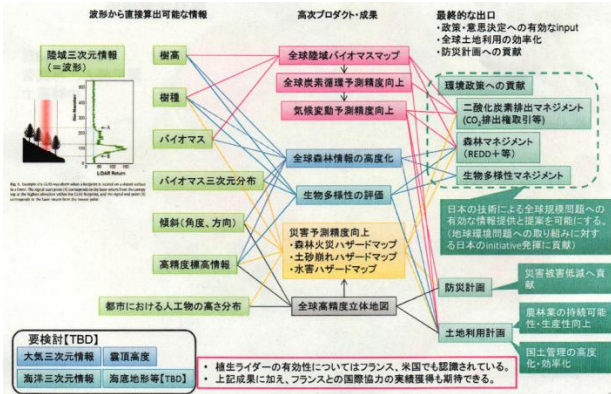 波形から直接算出可能な情報
高次プロダクト・成果
最終的な出口
・政策・意思決定への有効なinput
・全球土地利用の効率化
・防災計画への貢献
陸域三次元情報
(=波形)
LiDAR Return
樹高
樹種
バイオマス
バイオマス三次元分布
傾斜(角度、方向)
高精度標高情報
都市における人工物の高さ分布
全球陸域バイオマスマップ
全球炭素循環予測精度向上
気候変動予測精度向上
全球森林情報の高度化
生物多様性の評価
災害予測精度向上
・森林火災ハザードマップ
・土砂崩れハザードマップ
・水害ハザードマップ
全球高精度立体地図
環境政策への貢献
二酸化炭素排出マネジメント
(CO2排出権取引等)
森林マネジメント
(REDD+等)
生物多様性マネジメント
日本の技術による全球規模問題への
有効な情報提供と提案を可能にする。
(地球環境問題への取り組みに対す
る日本のinitiative発揮に貢献)
防災計画
災害被害低減へ貢
献
土地利用計画
農林業の持続可能
性・生産性向上
国土管理の高度
化・効率化
要検討【TBD】
大気三次元情報
雲頂高度
海洋三次元情報
海底地形等【TBD】
・植生ライダーの有効性についてはフランス、米国でも認識されている。
・上記成果に加え、フランスとの国際協力の実績獲得も期待できる。